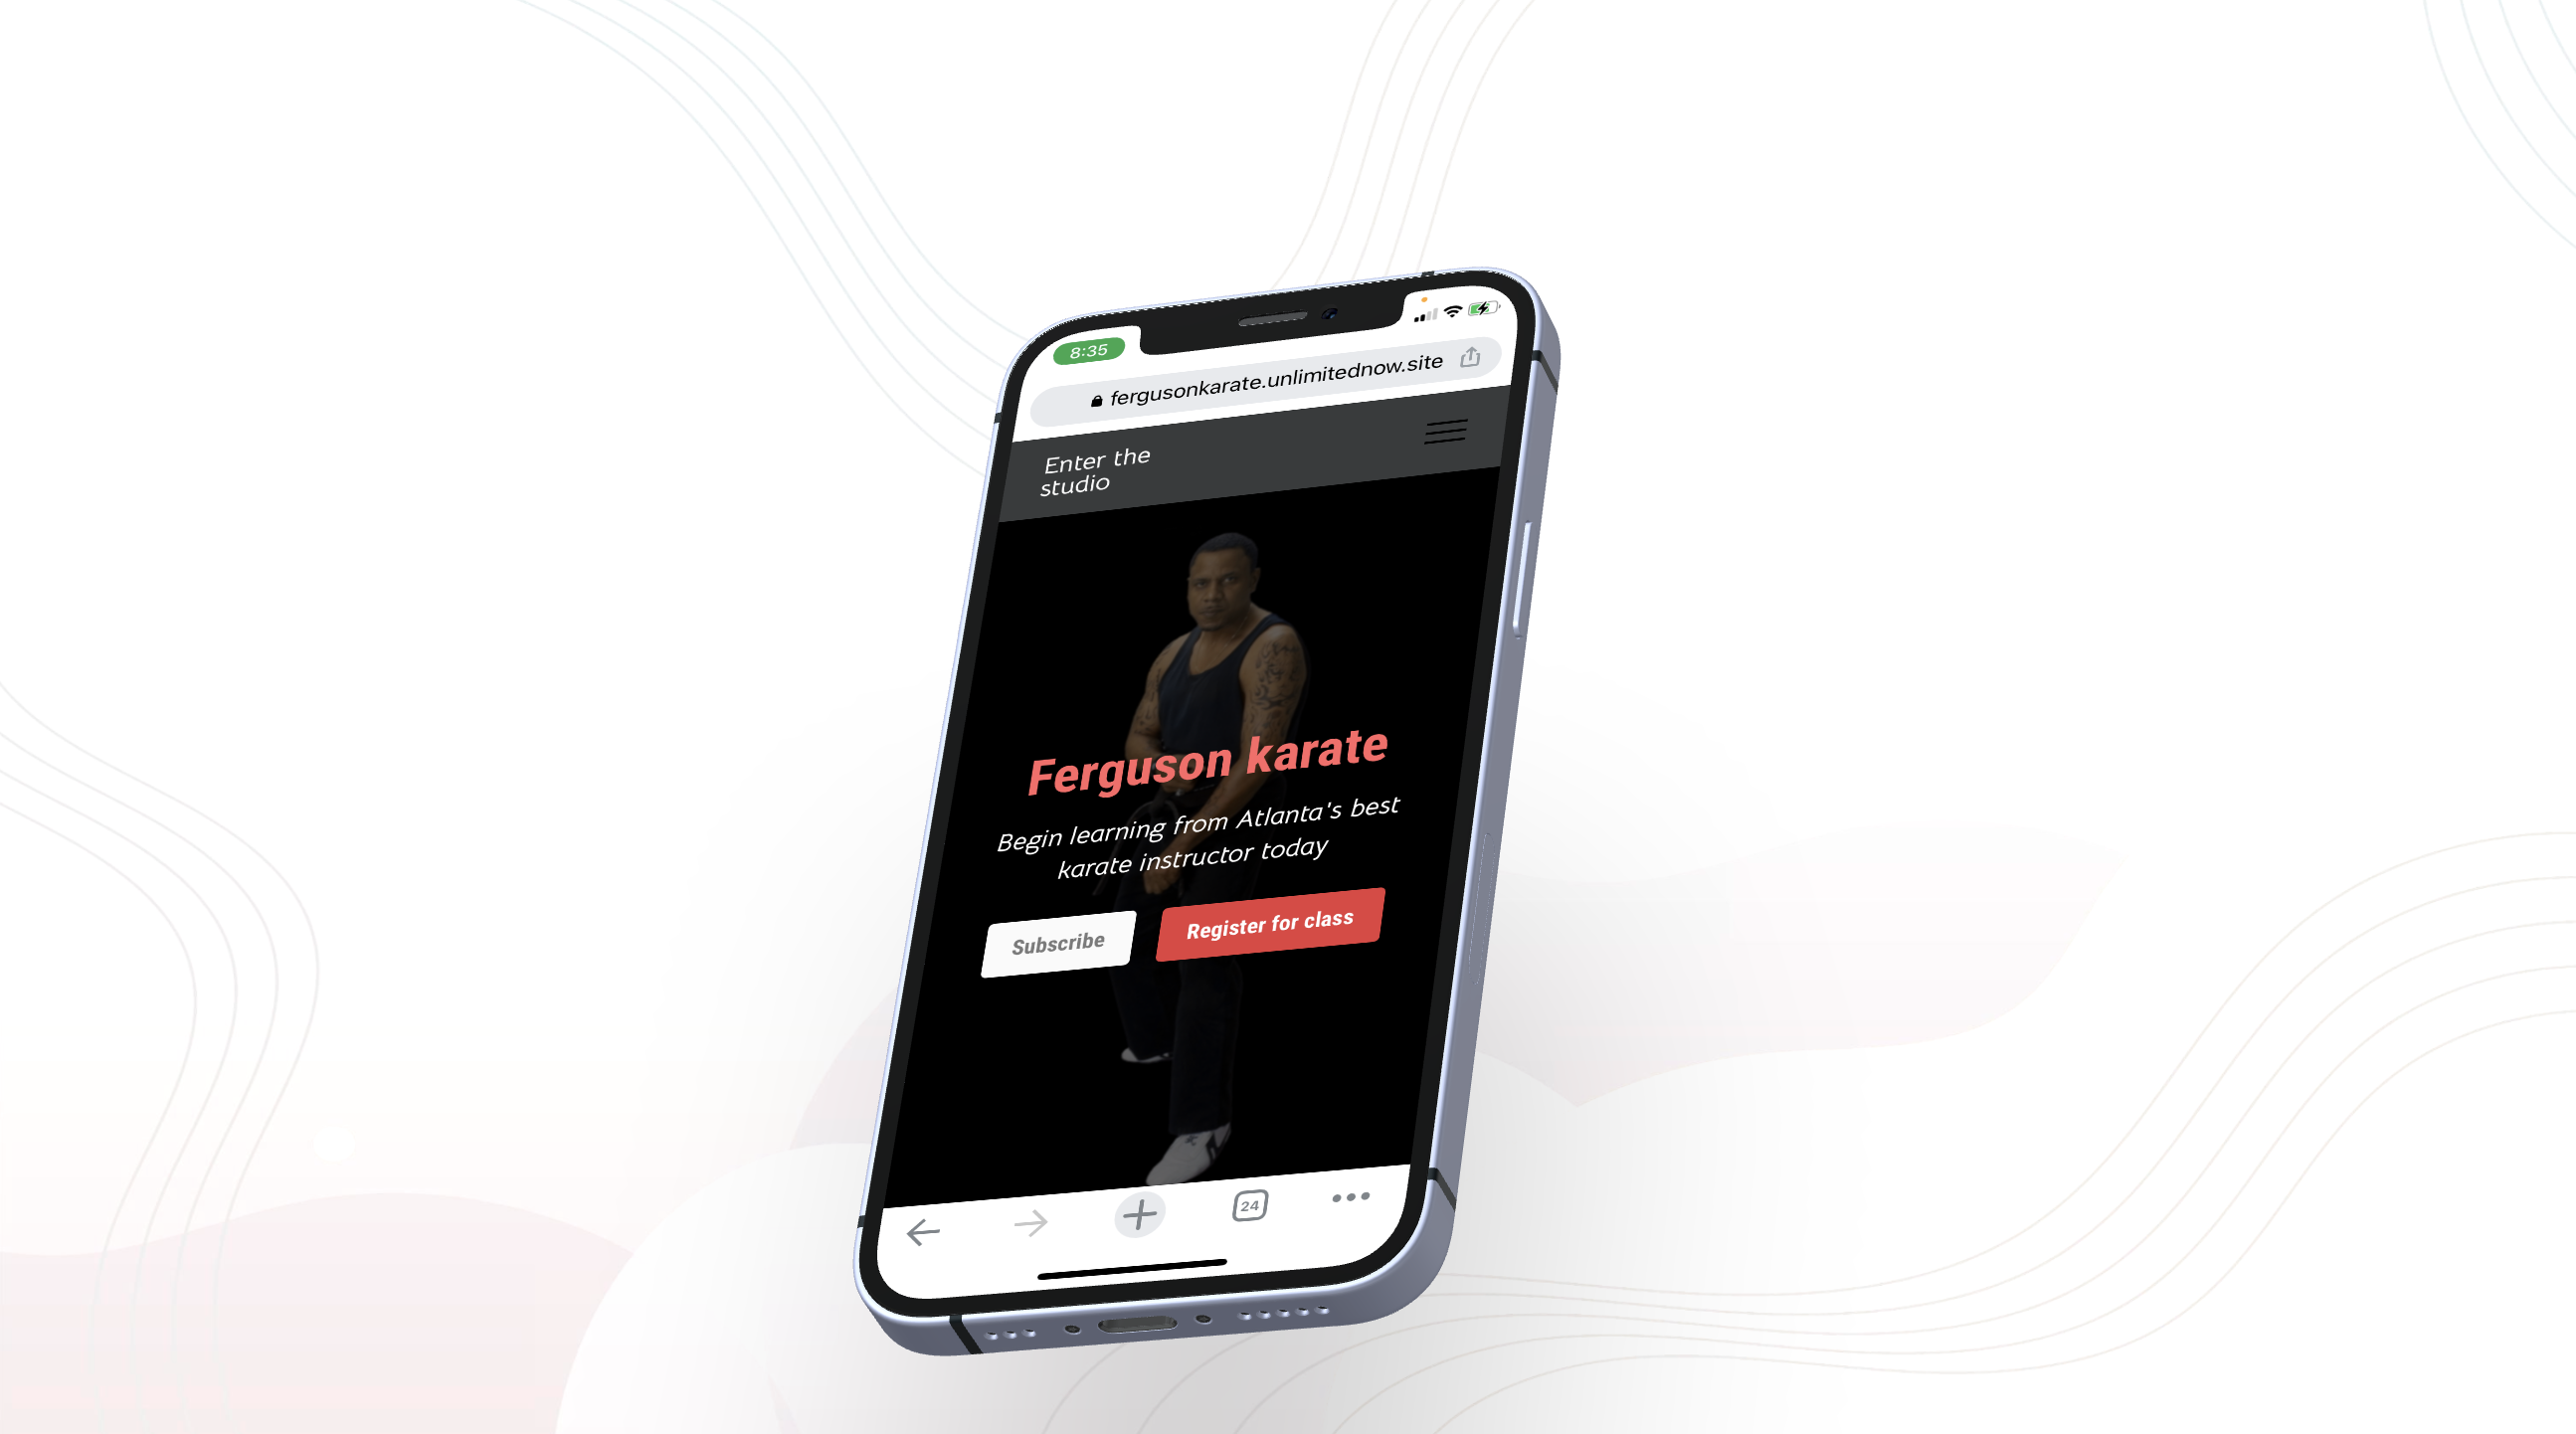 8:35
fergusonkarate.unlimitednow.site
Enter the
studio
Ferguson karate
Begin learning from Atlanta's best
karate instructor today
Subscribe
Register for class
24